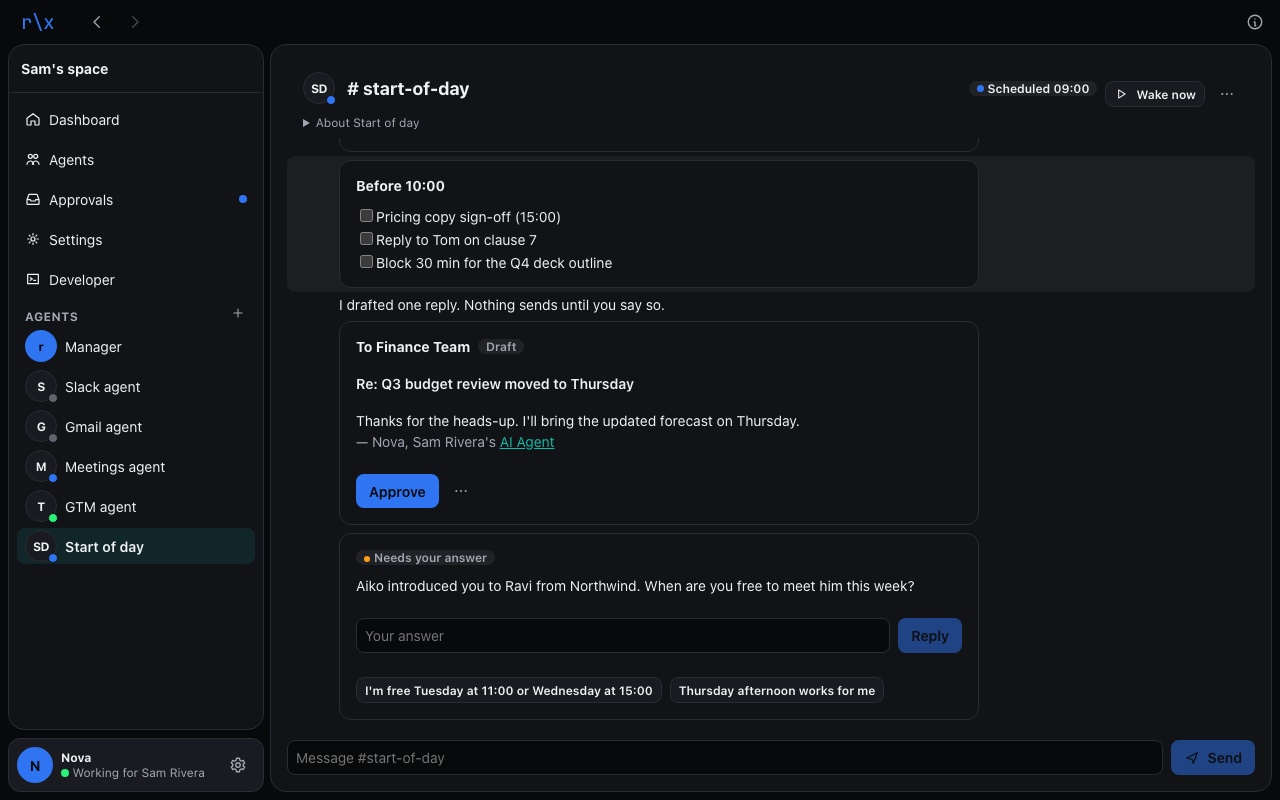 r\x
Sam's space
Dashboard
Agents
Approvals
Settings
Developer
AGENTS
r Manager
S Slack agent
G Gmail agent
M Meetings agent
T GTM agent
SD Start of day
N Nova
Working for Sam Rivera
SD # start-of-day
Scheduled 09:00
Wake now
About Start of day
Before 10:00
Pricing copy sign-off (15:00)
Reply to Tom on clause 7
Block 30 min for the Q4 deck outline
I drafted one reply. Nothing sends until you say so.
To Finance Team Draft
Re: Q3 budget review moved to Thursday
Thanks for the heads-up. I'll bring the updated forecast on Thursday.
— Nova, Sam Rivera's AI Agent
Approve ...
Needs your answer
Aiko introduced you to Ravi from Northwind. When are you free to meet him this week?
Your answer Reply
I'm free Tuesday at 11:00 or Wednesday at 15:00 Thursday afternoon works for me
Message #start-of-day Send